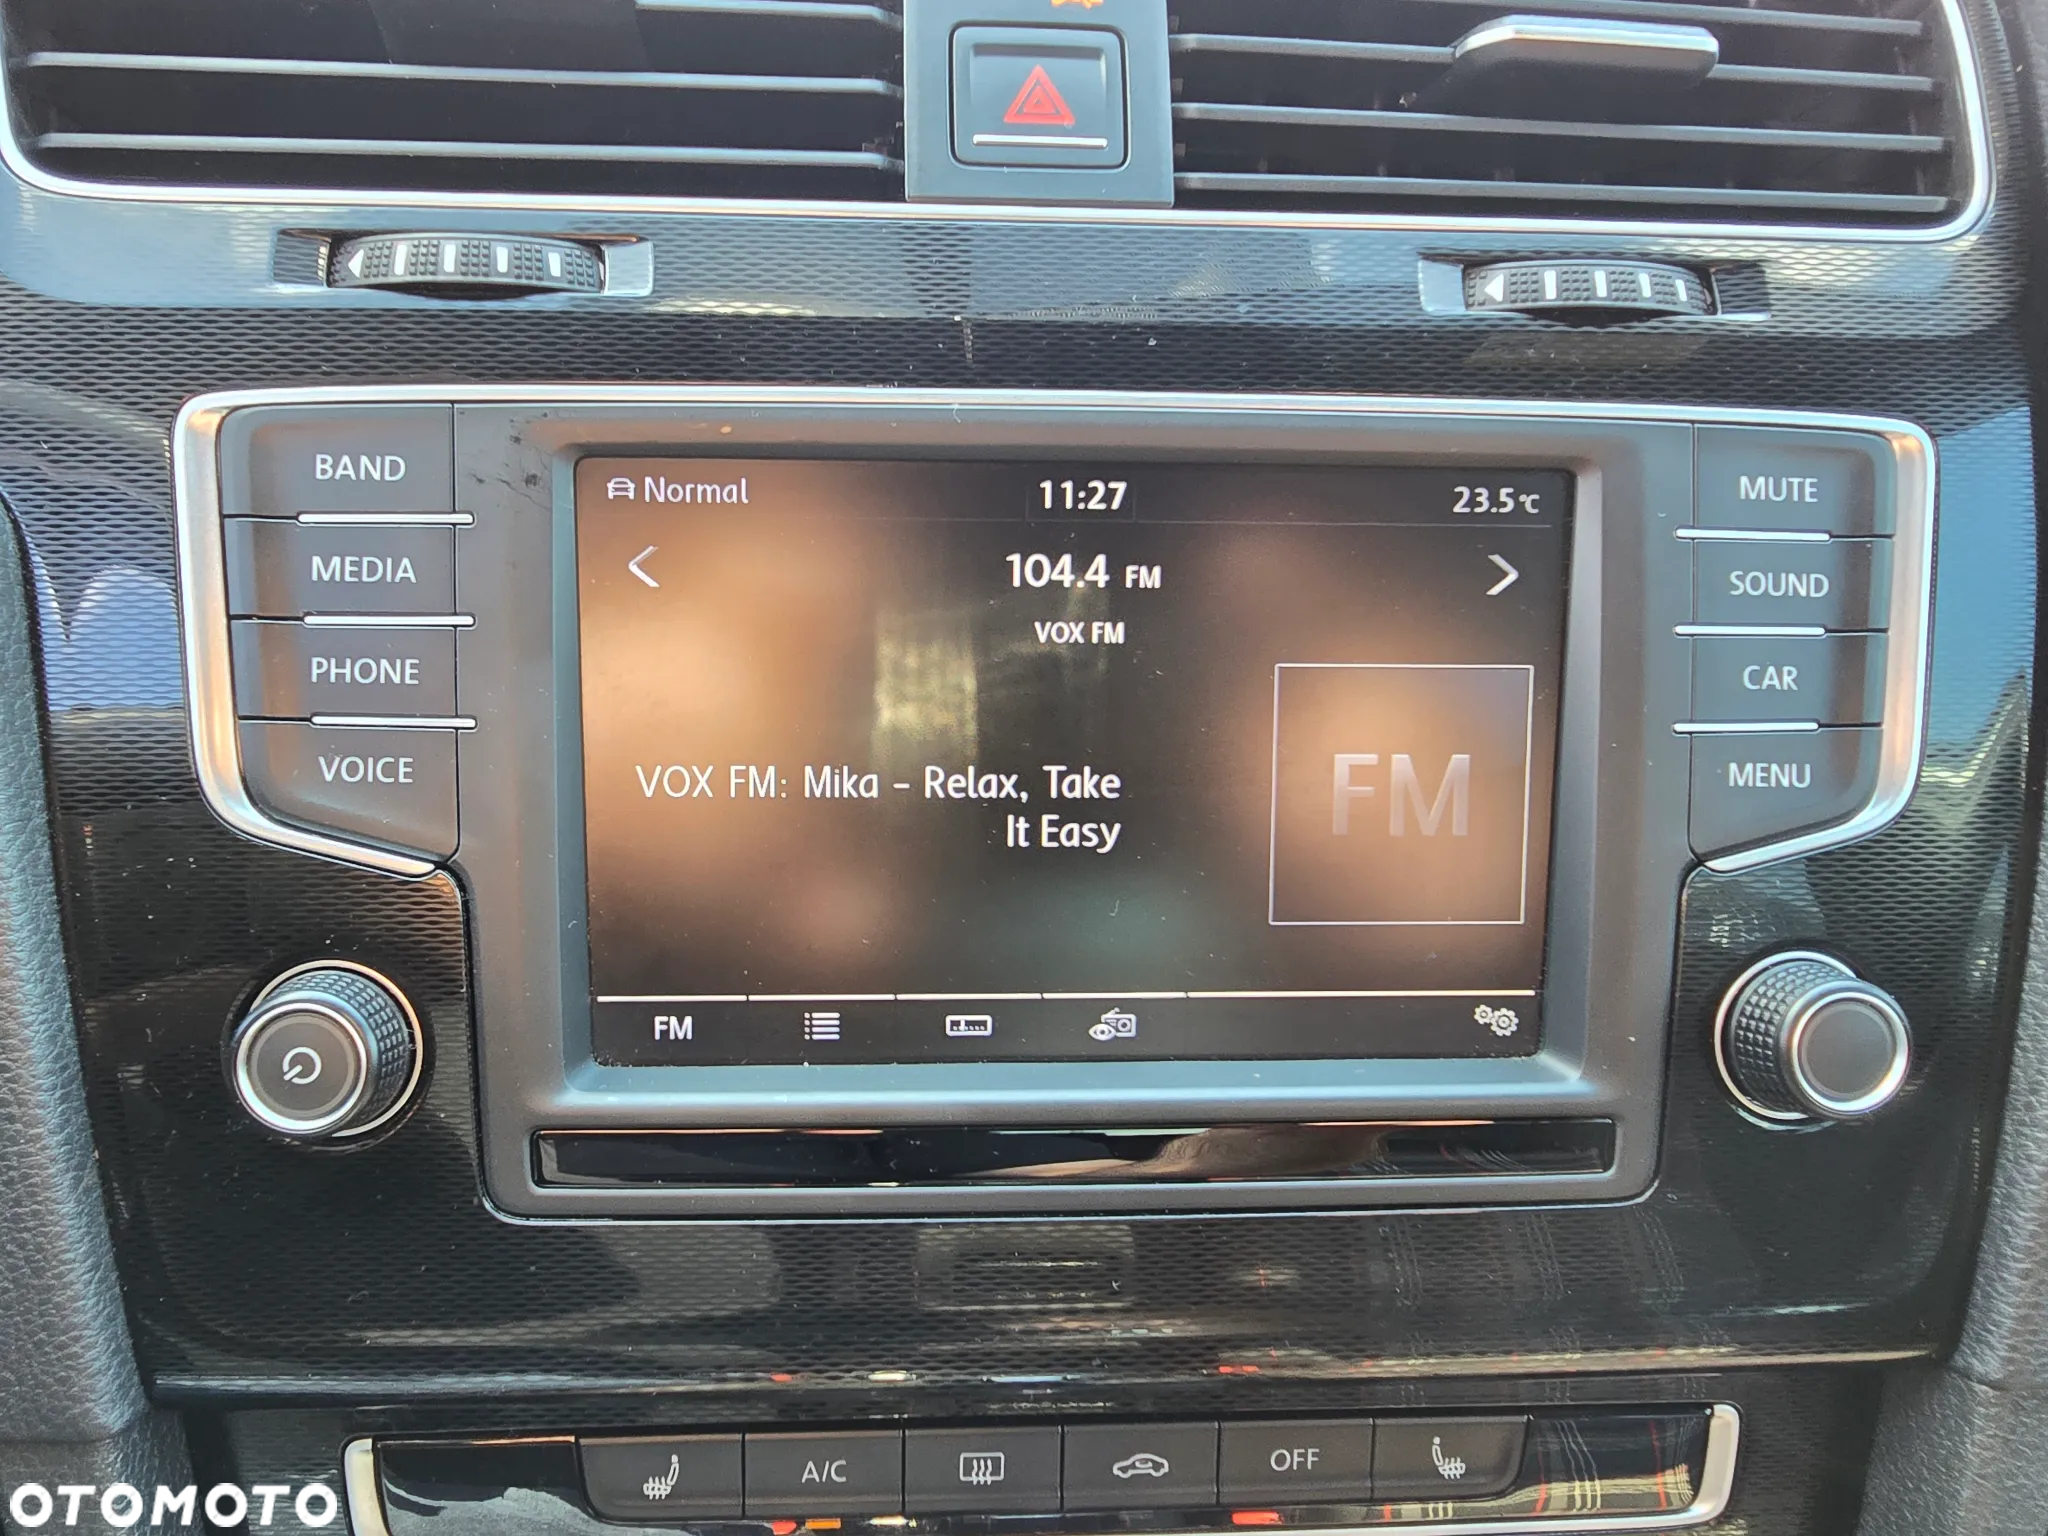 BAND
MEDIA
PHONE
VOICE
Normal
11:27
23.5°C
104.4 FM
VOX FM
VOX FM: Mika - Relax, Take
It Easy
FM
FM
MUTE
SOUND
CAR
MENU
A/C
OFF
OTOMOTO